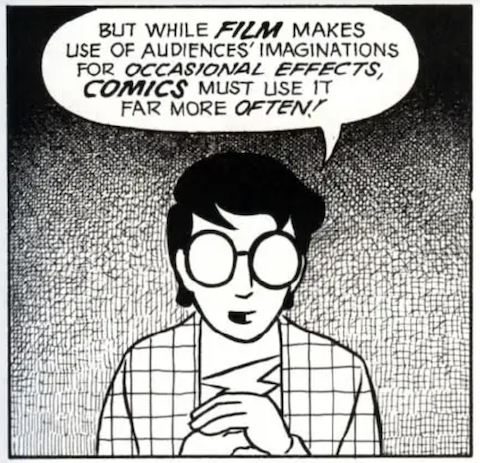 BUT WHILE FILM MAKES
USE OF AUDIENCES' IMAGINATIONS
FOR OCCASIONAL EFFECTS,
COMICS MUST USE IT
FAR MORE OFTEN!